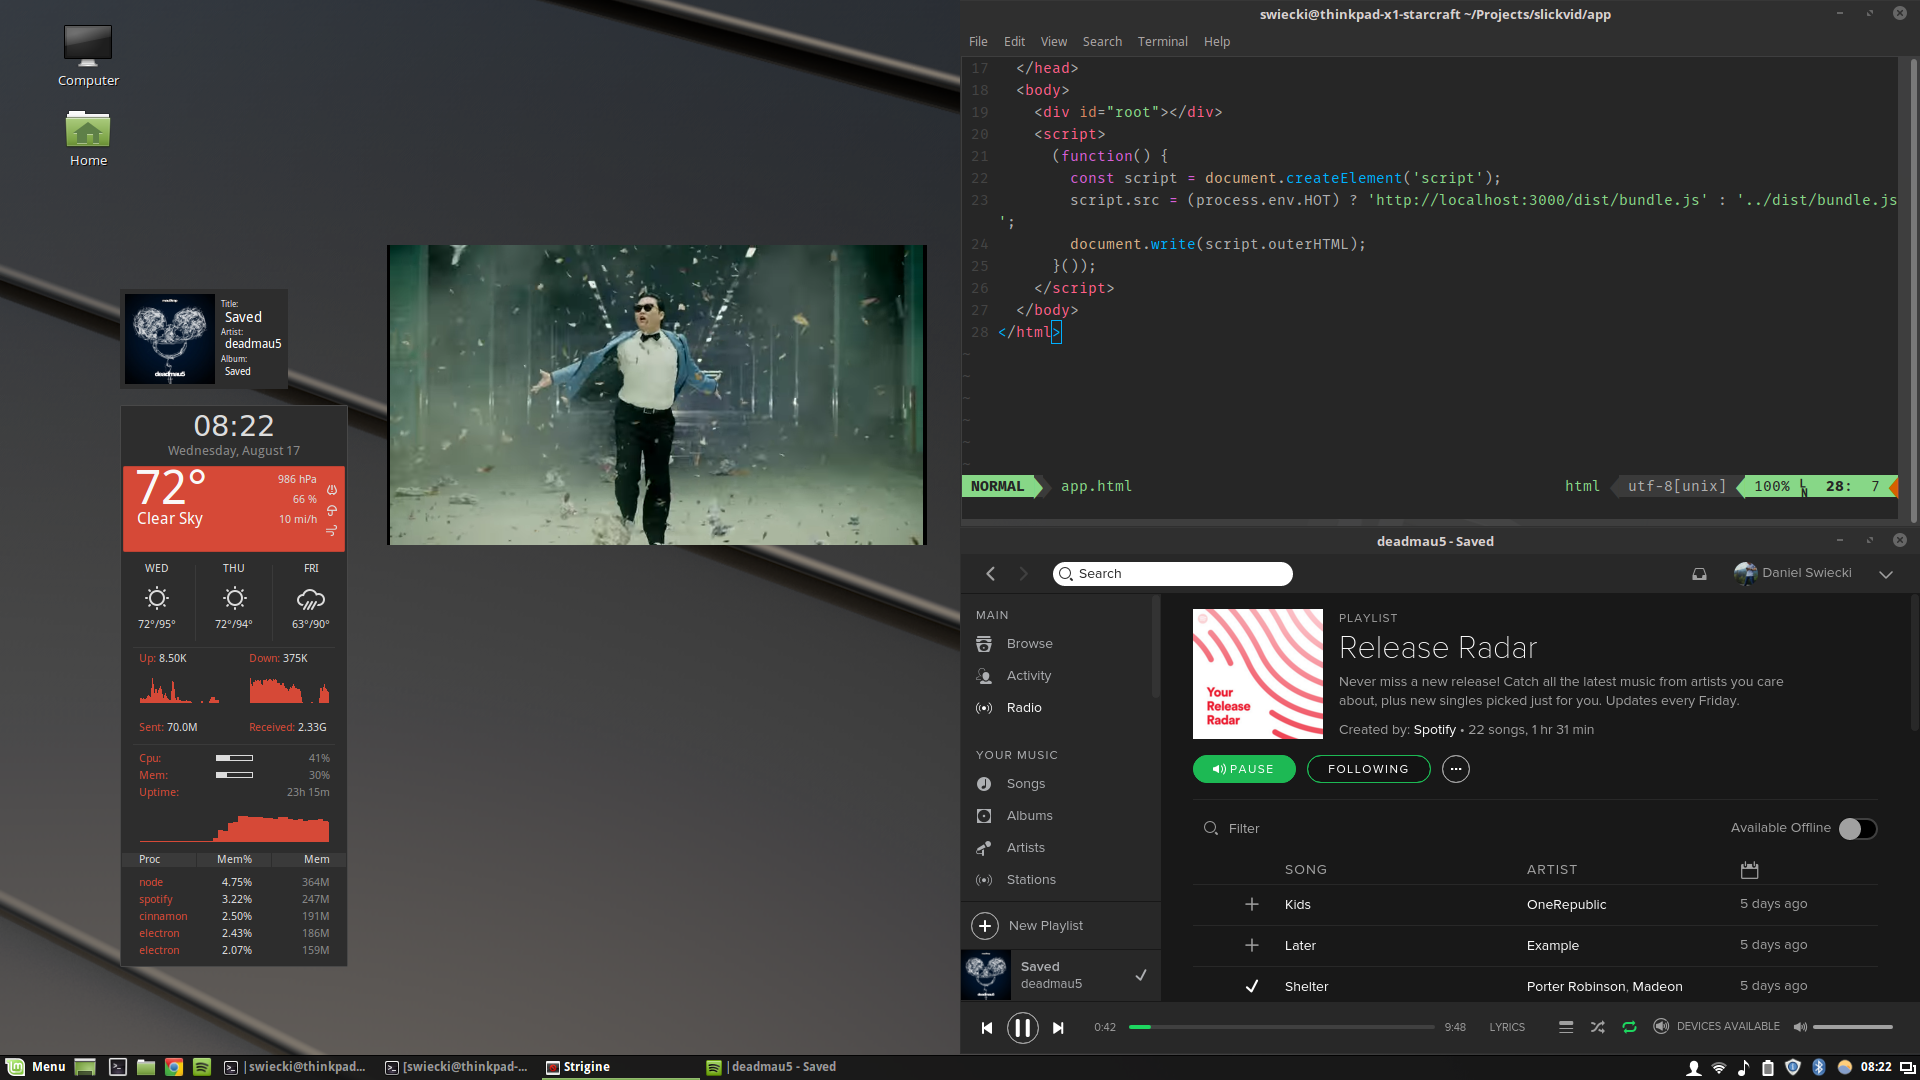 Computer
Home
Title:
Saved
Artist:
deadmau5
Album:
Saved
deadmau5
08:22
Wednesday, August 17
72°
Clear Sky
986 hPa
66 %
10 mi/h
WED THU FRI
72°/95° 72°/94° 63°/90°
Up: 8.50K Down: 375K
Sent: 70.0M Received: 2.33G
Cpu: 41%
Mem: 30%
Uptime: 23h 15m
Proc Mem% Mem
node 4.75% 364M
spotify 3.22% 247M
cinnamon 2.50% 191M
electron 2.43% 186M
electron 2.07% 159M
swiecki@thinkpad-x1-starcraft ~/Projects/slickvid/app
File Edit View Search Terminal Help
17 </head>
18 <body>
19 <div id="root"></div>
20 <script>
21 (function() {
22 const script = document.createElement('script');
23 script.src = (process.env.HOT) ? 'http://localhost:3000/dist/bundle.js' : '../dist/bundle.js
';
24 document.write(script.outerHTML);
25 }());
26 </script>
27 </body>
28 </html>
~
~
~
~
~
~
NORMAL app.html html utf-8[unix] 100% LN 28: 7
deadmau5 - Saved
Search
Daniel Swiecki
MAIN
Browse
Activity
Radio
YOUR MUSIC
Songs
Albums
Artists
Stations
New Playlist
Saved
deadmau5
Your
Release
Radar
PLAYLIST
Release Radar
Never miss a new release! Catch all the latest music from artists you care
about, plus new singles picked just for you. Updates every Friday.
Created by: Spotify • 22 songs, 1 hr 31 min
PAUSE FOLLOWING
Filter Available Offline
SONG ARTIST
Kids OneRepublic 5 days ago
Later Example 5 days ago
Shelter Porter Robinson, Madeon 5 days ago
0:42 9:48 LYRICS DEVICES AVAILABLE
Menu |swiecki@thinkpad... [swiecki@thinkpad-... Strigine |deadmau5 - Saved 08:22